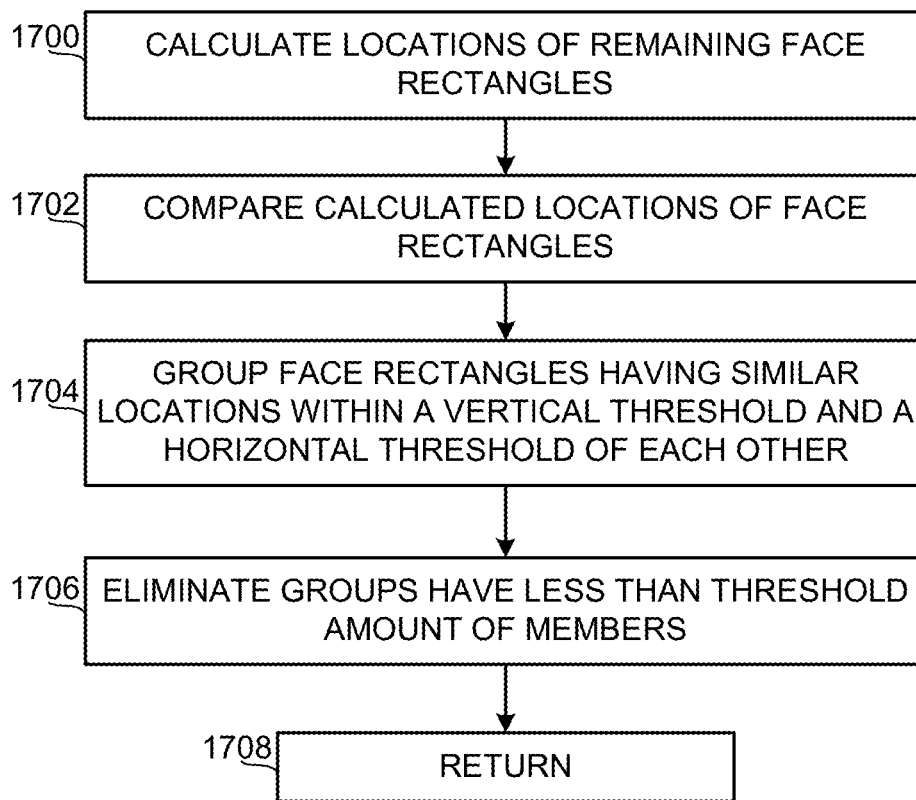 1700
CALCULATE LOCATIONS OF REMAINING FACE
RECTANGLES
1702
COMPARE CALCULATED LOCATIONS OF FACE
RECTANGLES
1704
GROUP FACE RECTANGLES HAVING SIMILAR
LOCATIONS WITHIN A VERTICAL THRESHOLD AND A
HORIZONTAL THRESHOLD OF EACH OTHER
1706
ELIMINATE GROUPS HAVE LESS THAN THRESHOLD
AMOUNT OF MEMBERS
1708
RETURN